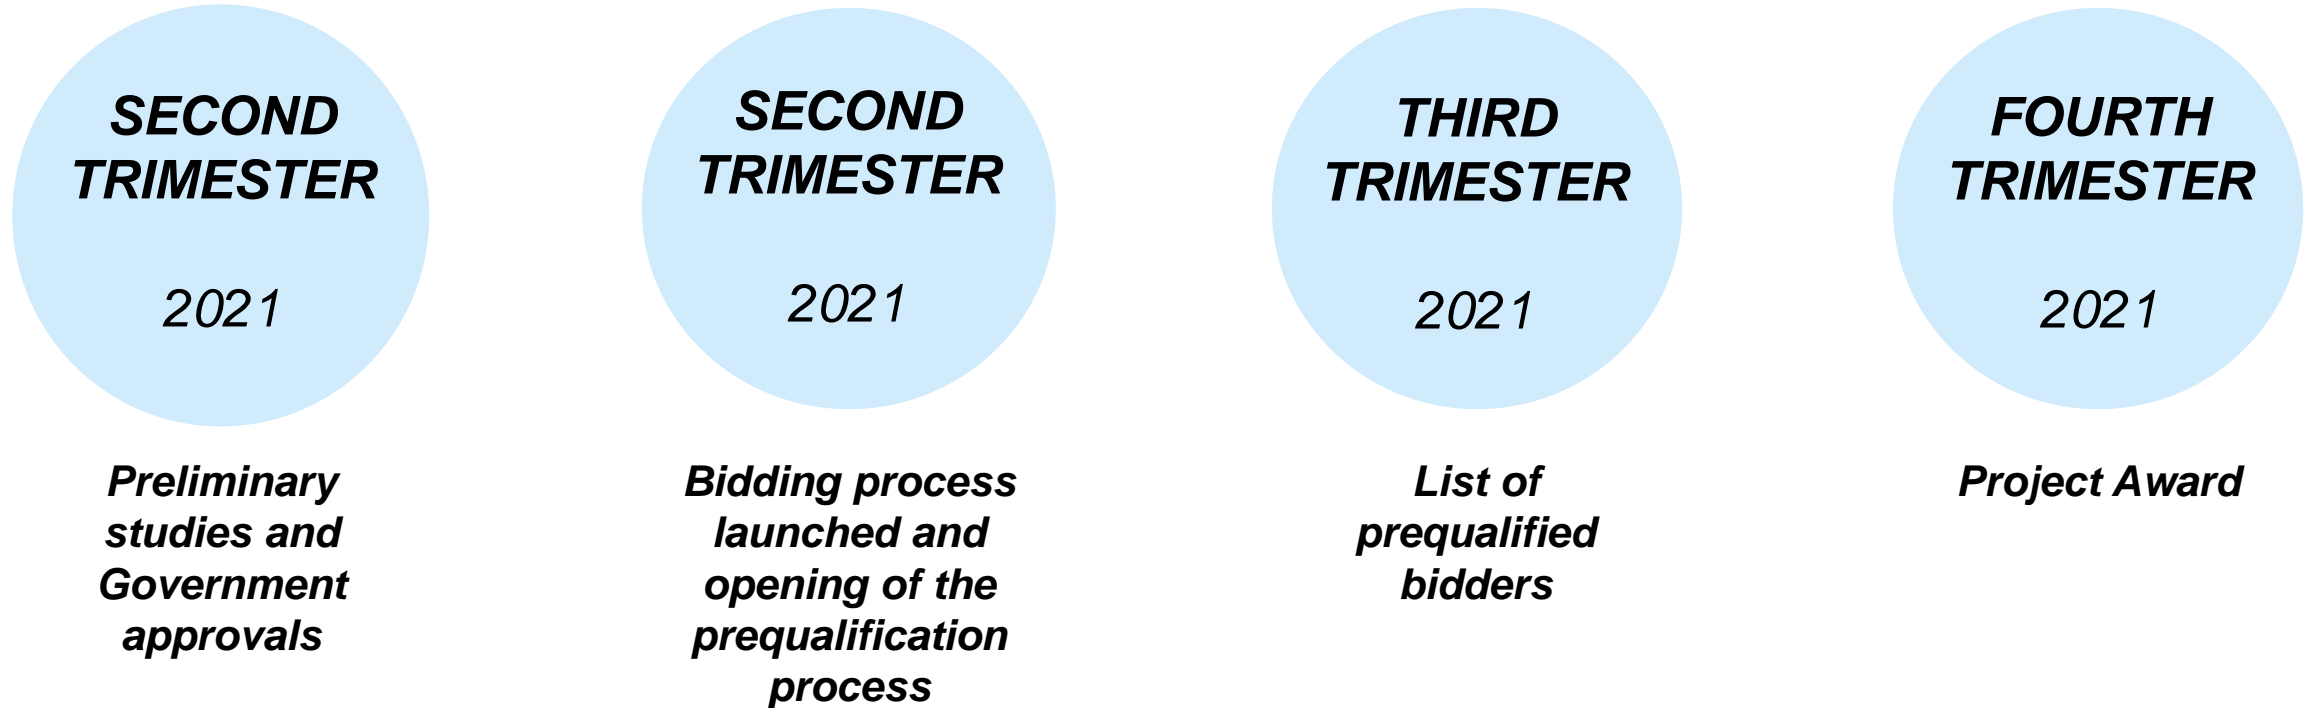 SECOND
TRIMESTER
2021
Preliminary
studies and
Government
approvals
SECOND
TRIMESTER
2021
Bidding process
launched and
opening of the
prequalification
process
THIRD
TRIMESTER
2021
List of
prequalified
bidders
FOURTH
TRIMESTER
2021
Project Award